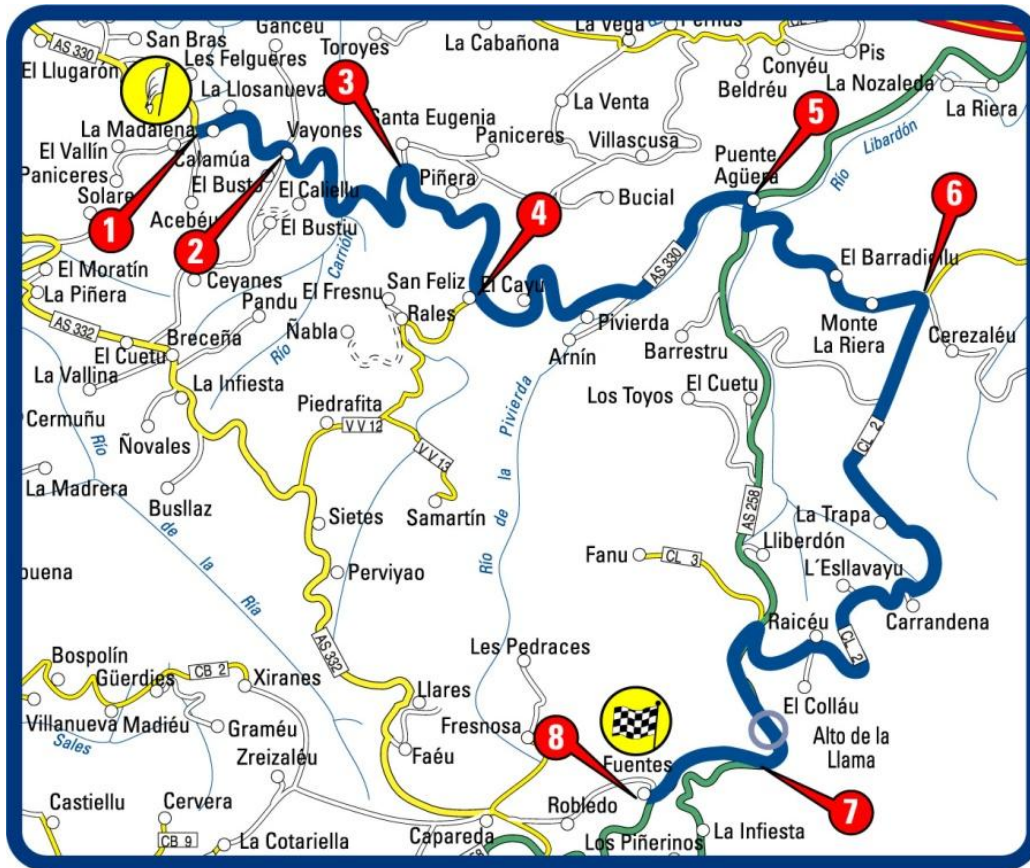 Ganceu
La Vega
AS 330
San Bras
Toroyes
La Cabañona
Conyéu
Pis
El Llugarón
Les Felgueres
3
Beldréu
La Nozaleda
La Llosanueva
La Venta
La Riera
La Madalena
Vayones
Santa Eugenia
Paniceres
Villascusa
5
Libardón
El Vallín
Calamúa
Puente
Agüera
Río
Paniceres
El Busto
Piñera
Bucial
6
Solares
El Caliellu
4
1
Acebéu
2
El Bustiu
Carrión
AS 330
El Barradiellu
El Moratín
Ceyanes
San Feliz
El Cayu
La Piñera
Pandu
El Fresnu
Rales
Pivierda
Monte
La Riera
AS 332
Breceña
Río
Ñabla
Arnín
Barrestru
Cerezaléu
El Cuetu
La Vallina
La Infiesta
Los Toyos
El Cuetu
Cermuñu
Piedrafita
Pivierda
Río
Ñovales
V V 12
CL 2
la
V V 13
La Madrera
de
Busllaz
Samartín
AS 258
La Trapa
de
Sietes
Río
Lliberdón
la
Fanu
CL 3
L´Esllavayu
Perviyao
Ría
Carrandena
Raicéu
AS 332
Les Pedraces
CL 2
Bospolín
CB 2
Güerdies
Xiranes
Llares
El Colláu
Villanueva
Madiéu
Graméu
Fresnosa
8
Alto de la
Llama
Sales
Faéu
Fuentes
Zreizaléu
7
Castiellu
Cervera
Robledo
La Infiesta
CB 9
La Cotariella
Capareda
Los Piñerinos